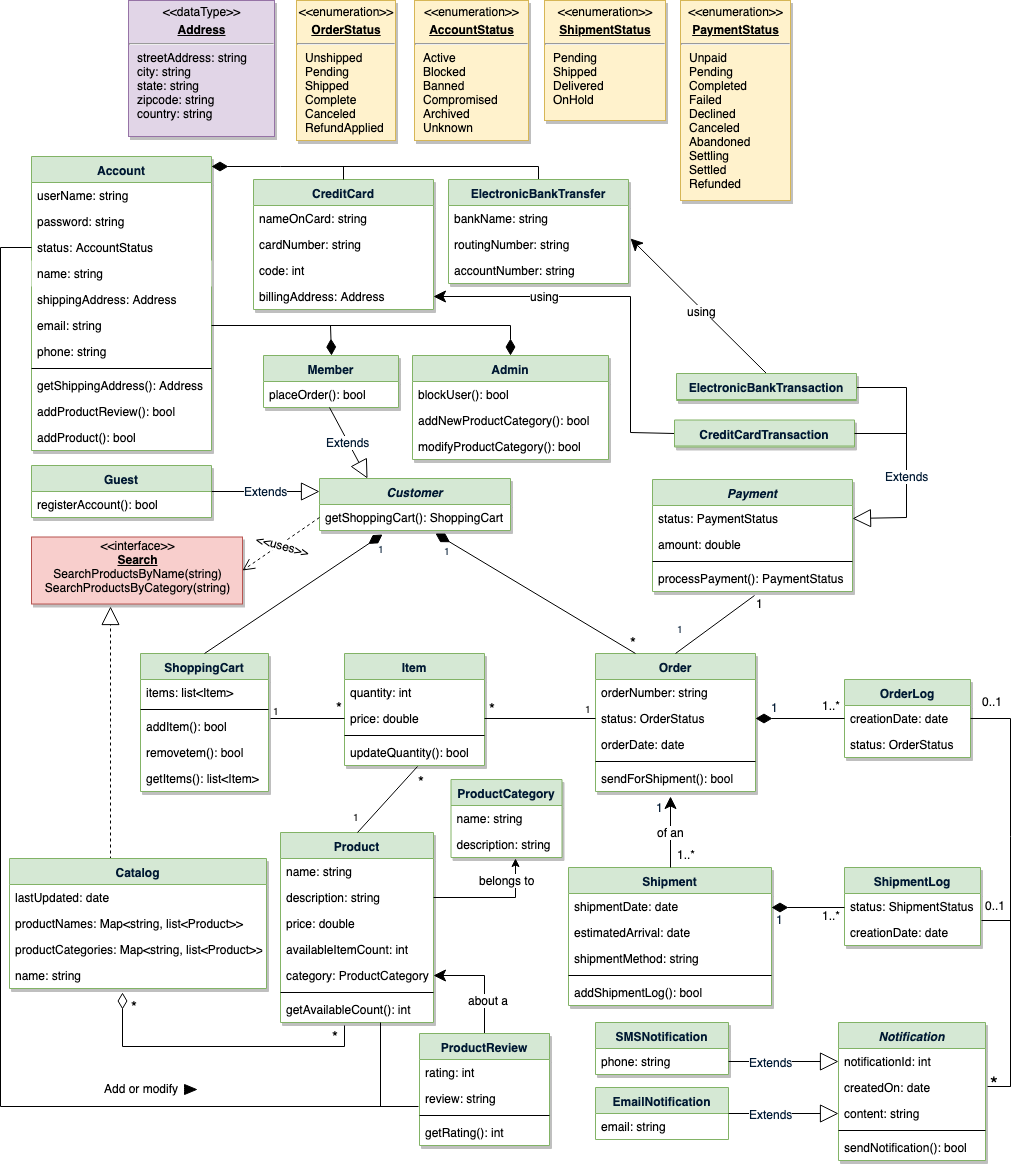 <<dataType>>
Address
streetAddress: string
city: string
state: string
zipcode: string
country: string
<<enumeration>>
OrderStatus
Unshipped
Pending
Shipped
Complete
Canceled
RefundApplied
<<enumeration>>
AccountStatus
Active
Blocked
Banned
Compromised
Archived
Unknown
<<enumeration>>
ShipmentStatus
Pending
Shipped
Delivered
OnHold
<<enumeration>>
PaymentStatus
Unpaid
Pending
Completed
Failed
Declined
Canceled
Abandoned
Settling
Settled
Refunded
Account
userName: string
password: string
status: AccountStatus
name: string
shippingAddress: Address
email: string
phone: string
getShippingAddress(): Address
addProductReview(): bool
addProduct(): bool
CreditCard
nameOnCard: string
cardNumber: string
code: int
billingAddress: Address
ElectronicBankTransfer
bankName: string
routingNumber: string
accountNumber: string
using
using
Member
placeOrder(): bool
Admin
blockUser(): bool
addNewProductCategory(): bool
modifyProductCategory(): bool
ElectronicBankTransaction
CreditCardTransaction
Extends
Extends
Guest
registerAccount(): bool
Extends
Customer
getShoppingCart(): ShoppingCart
Payment
status: PaymentStatus
amount: double
processPayment(): PaymentStatus
<<interface>>
Search
SearchProductsByName(string)
SearchProductsByCategory(string)
<<uses>>
1
1
1
1
*
ShoppingCart
items: list<Item>
addItem(): bool
removetem(): bool
getItems(): list<Item>
1
*
Item
quantity: int
price: double
updateQuantity(): bool
*
1
Order
orderNumber: string
status: OrderStatus
orderDate: date
sendForShipment(): bool
1
1..*
OrderLog
creationDate: date
status: OrderStatus
0..1
*
1
ProductCategory
name: string
description: string
belongs to
1
of an
1..*
Catalog
lastUpdated: date
productNames: Map<string, list<Product>>
productCategories: Map<string, list<Product>>
name: string
Product
name: string
description: string
price: double
availableItemCount: int
category: ProductCategory
getAvailableCount(): int
Shipment
shipmentDate: date
estimatedArrival: date
shipmentMethod: string
addShipmentLog(): bool
1
1..*
ShipmentLog
status: ShipmentStatus
creationDate: date
0..1
*
*
about a
ProductReview
rating: int
review: string
getRating(): int
Add or modify
SMSNotification
phone: string
Extends
EmailNotification
email: string
Extends
Notification
notificationId: int
createdOn: date
content: string
sendNotification(): bool
*